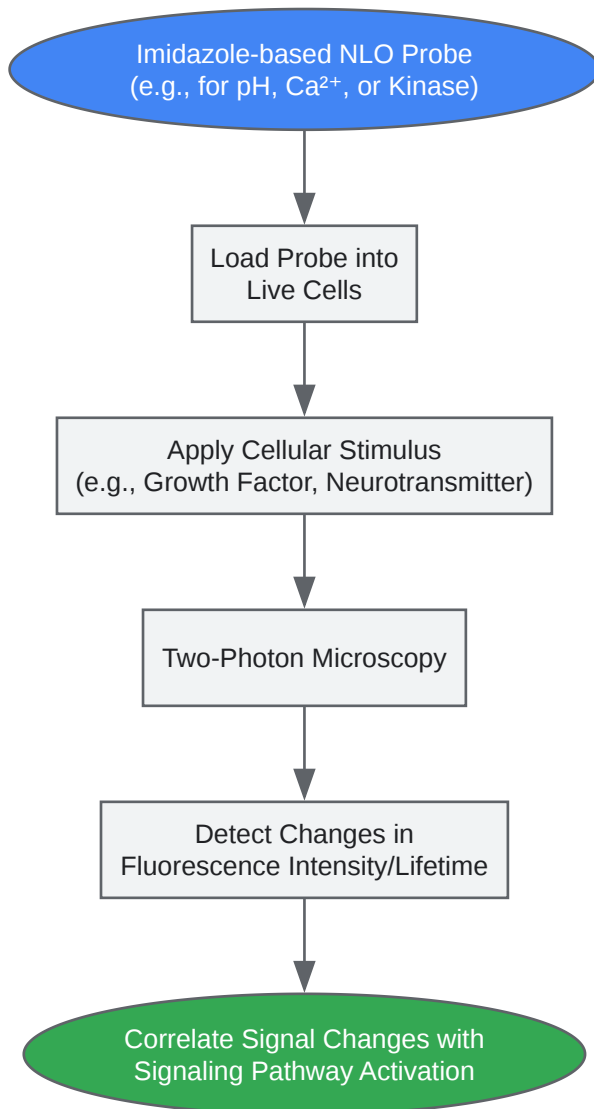 Imidazole-based NLO Probe
(e.g., for pH, Ca²⁺, or Kinase)
Load Probe into
Live Cells
Apply Cellular Stimulus
(e.g., Growth Factor, Neurotransmitter)
Two-Photon Microscopy
Detect Changes in
Fluorescence Intensity/Lifetime
Correlate Signal Changes with
Signaling Pathway Activation